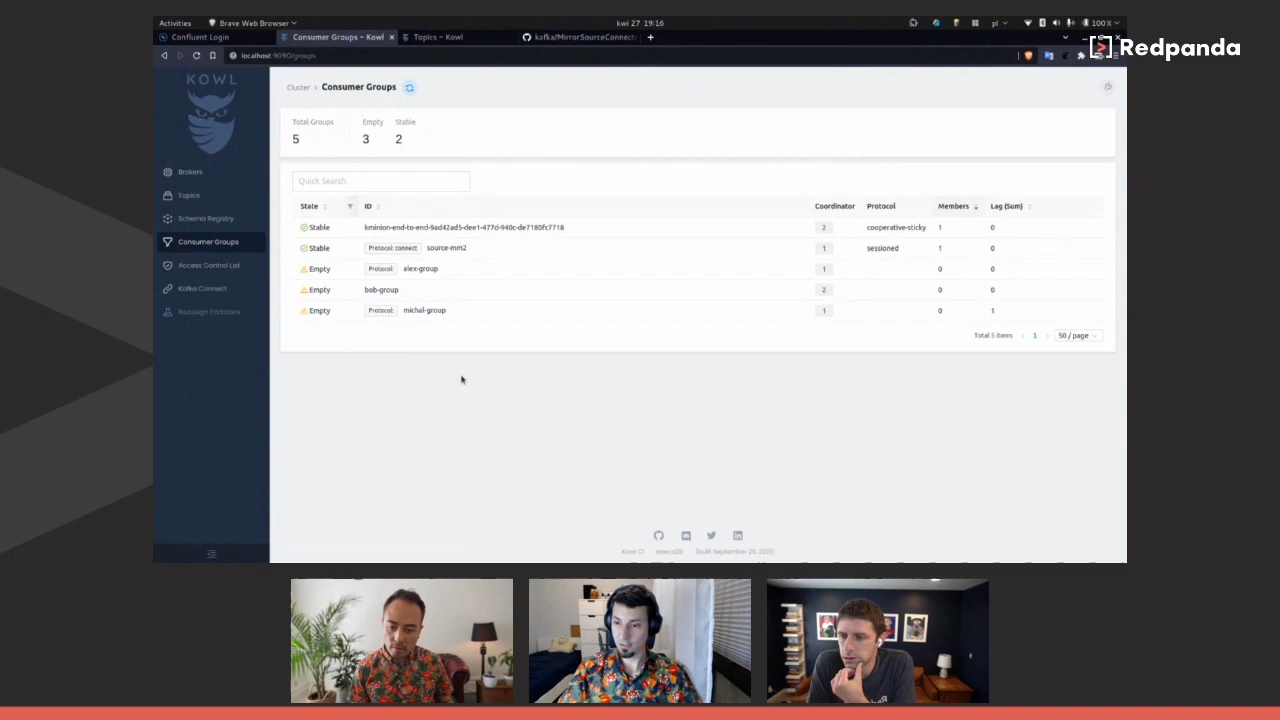 Activities Brave Web Browser kwi 27 19:16 pl 100 %
Confluent Login Consumer Groups – Kowl Topics – Kowl kafka/MirrorSourceConnect
localhost:9090/groups
Redpanda
KOWL
Brokers
Topics
Schema Registry
Consumer Groups
Access Control List
Kafka Connect
Reassign Partitions
Cluster > Consumer Groups
Total Groups Empty Stable
5 3 2
Quick Search
State ID Coordinator Protocol Members Lag (Sum)
Stable kminion-end-to-end-9ad42ad5-dee1-477d-940c-de7180fc7718 2 cooperative-sticky 1 0
Stable Protocol: connect source-mm2 1 sessioned 1 0
Empty Protocol: alex-group 1 0 0
Empty bob-group 2 0 0
Empty Protocol: michal-group 1 0 1
Total 5 items 1 50 / page
Kowl CI (built September 26, 2021)